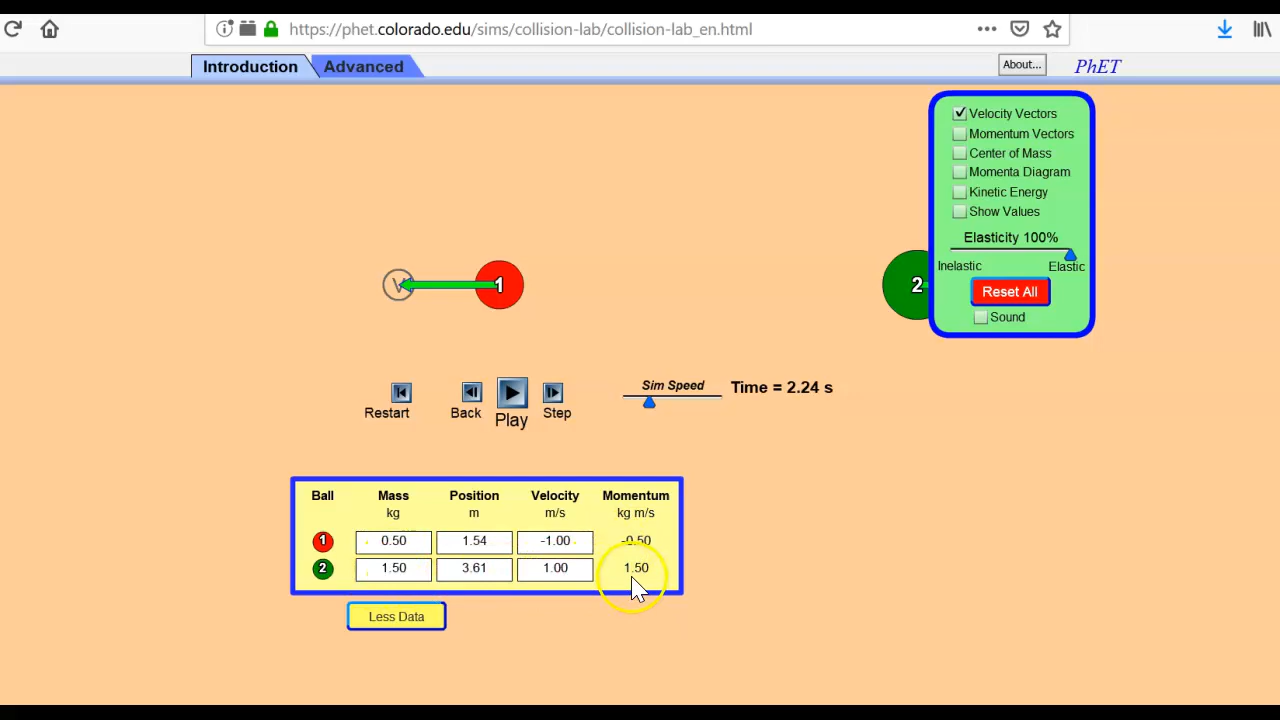 https://phet.colorado.edu/sims/collision-lab/collision-lab_en.html
Introduction Advanced About... PhET
Velocity Vectors
Momentum Vectors
Center of Mass
Momenta Diagram
Kinetic Energy
Show Values
Elasticity 100%
Inelastic Elastic
Reset All
Sound
V 1 2
Sim Speed Time = 2.24 s
Restart Back Play Step
Ball Mass Position Velocity Momentum
kg m m/s kg m/s
1 0.50 1.54 -1.00 -0.50
2 1.50 3.61 1.00 1.50
Less Data